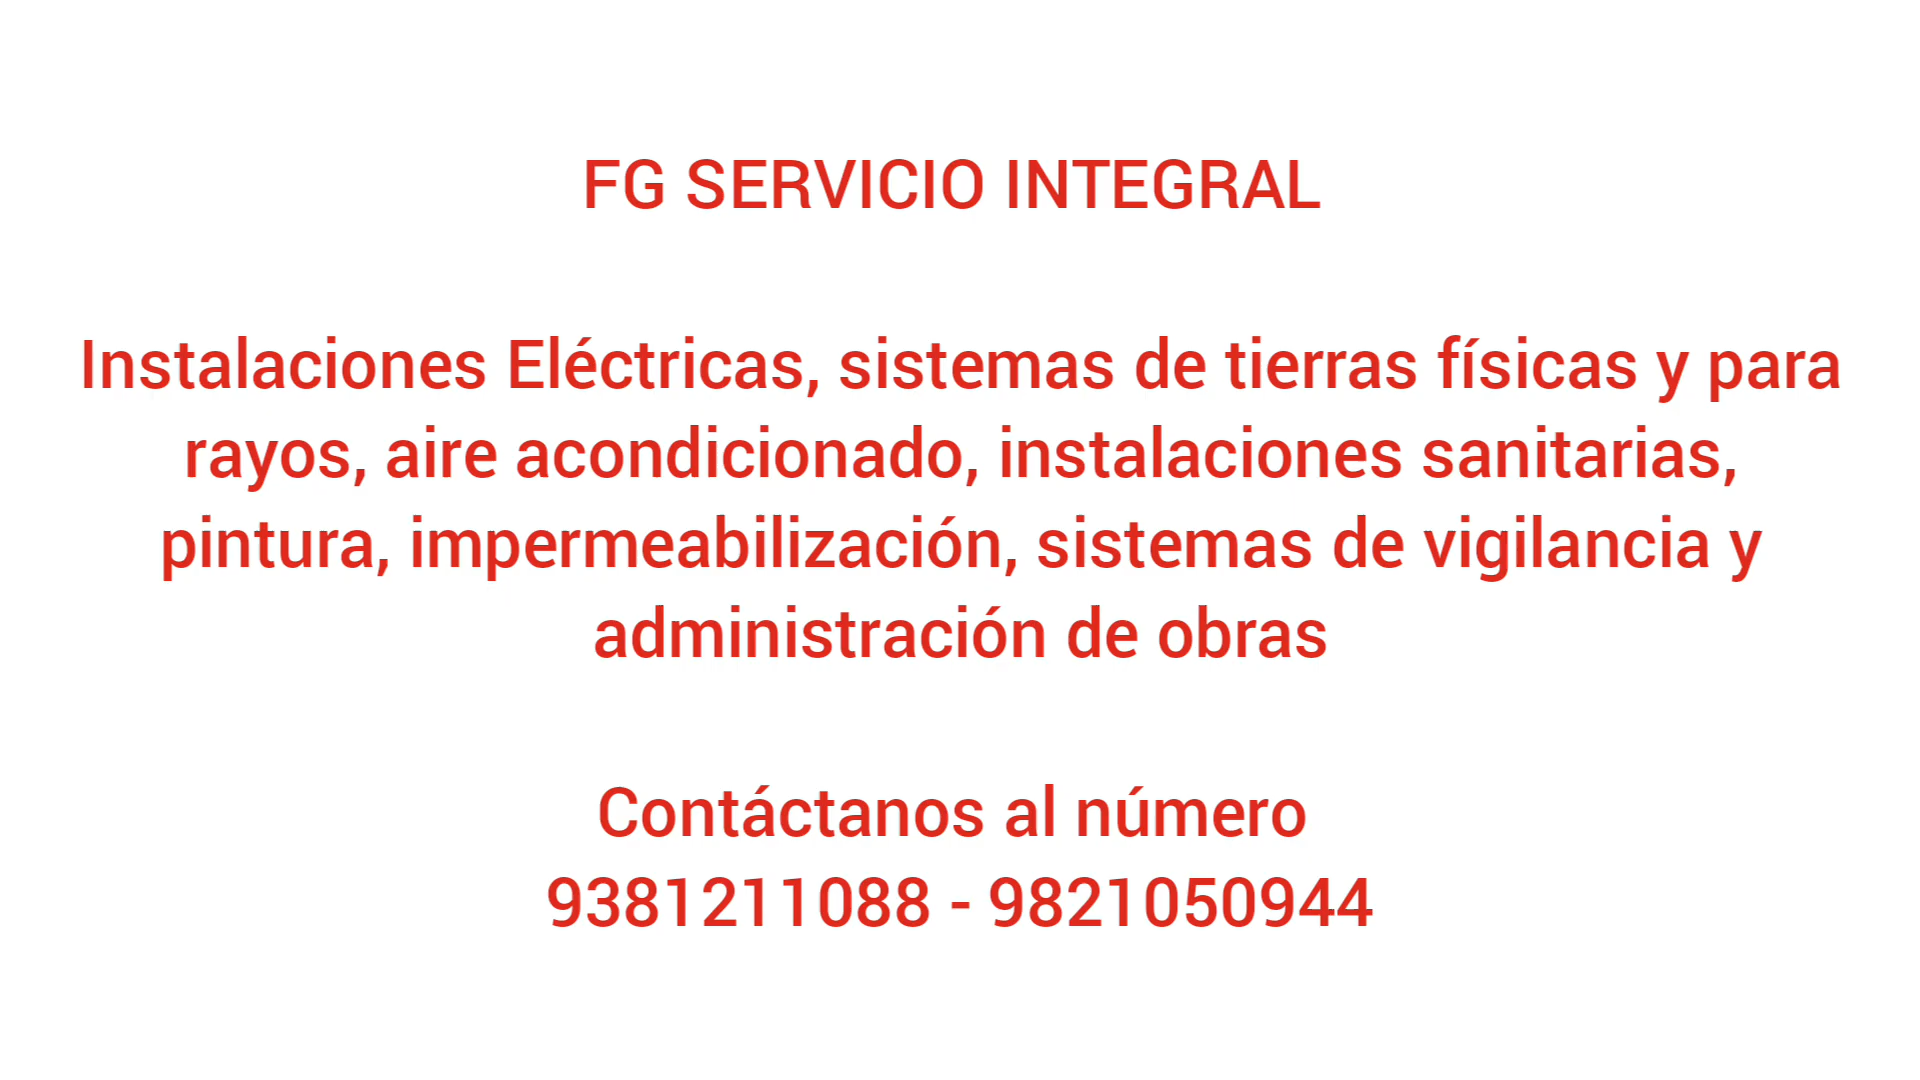 FG SERVICIO INTEGRAL
Instalaciones Eléctricas, sistemas de tierras físicas y para
rayos, aire acondicionado, instalaciones sanitarias,
pintura, impermeabilización, sistemas de vigilancia y
administración de obras
Contáctanos al número
9381211088 - 9821050944